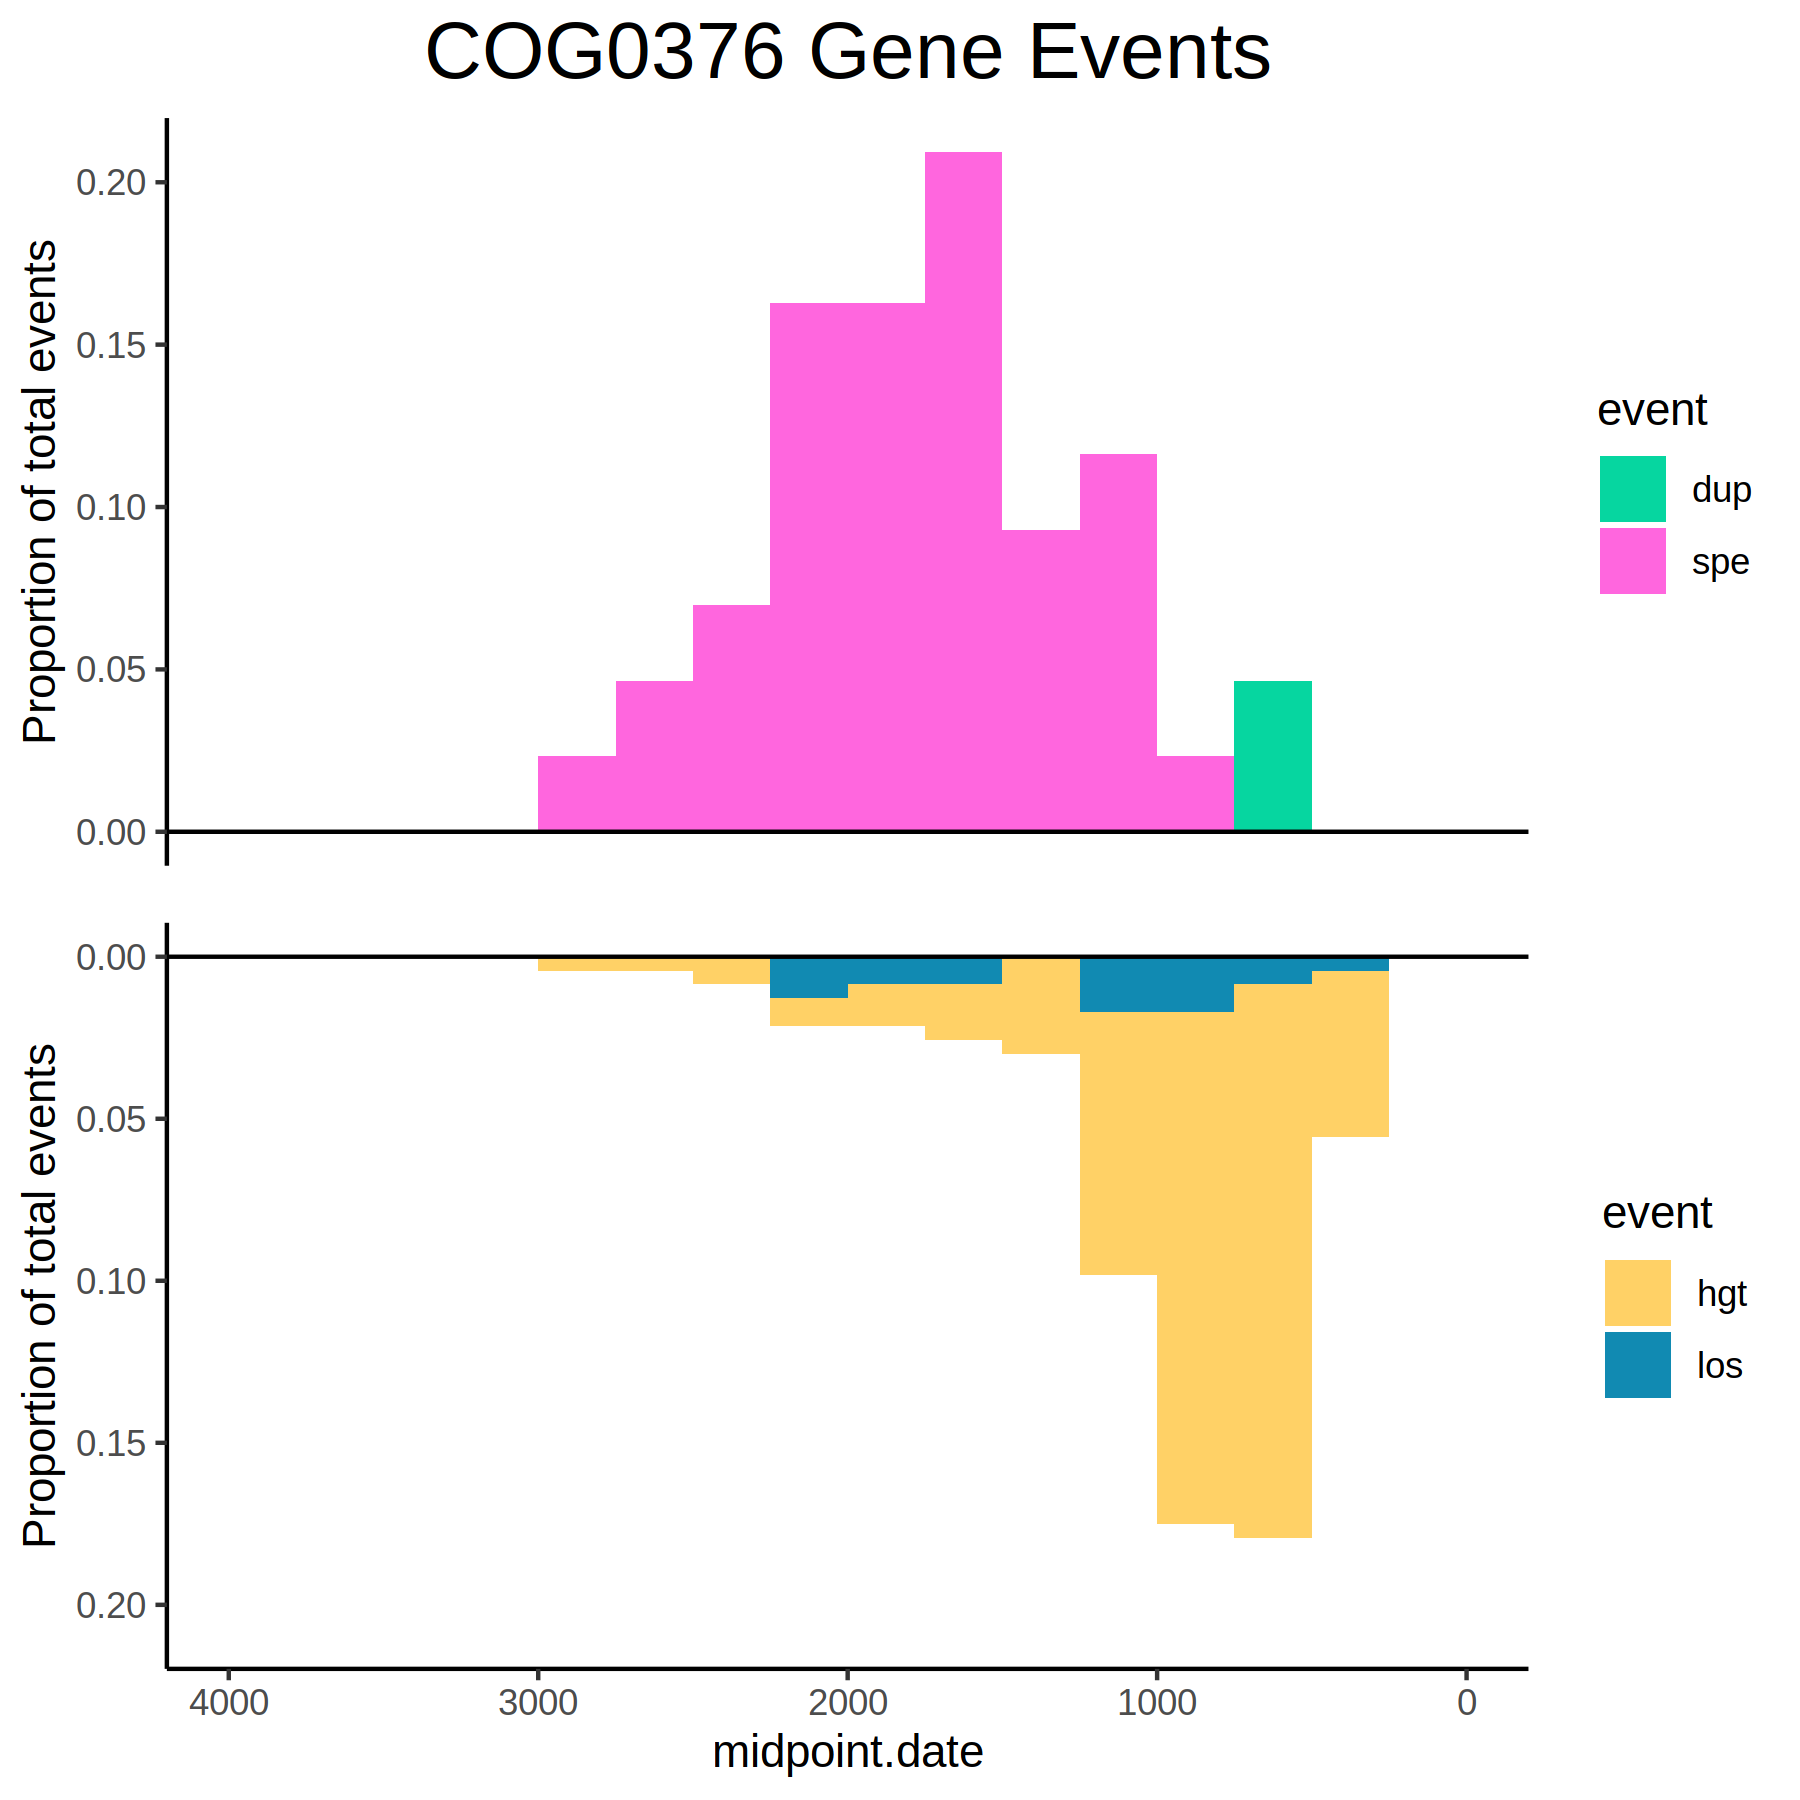 COG0376 Gene Events
Proportion of total events
0.20
0.15
0.10
0.05
0.00
event
dup
spe
Proportion of total events
0.00
0.05
0.10
0.15
0.20
event
hgt
los
4000 3000 2000 1000 0
midpoint.date